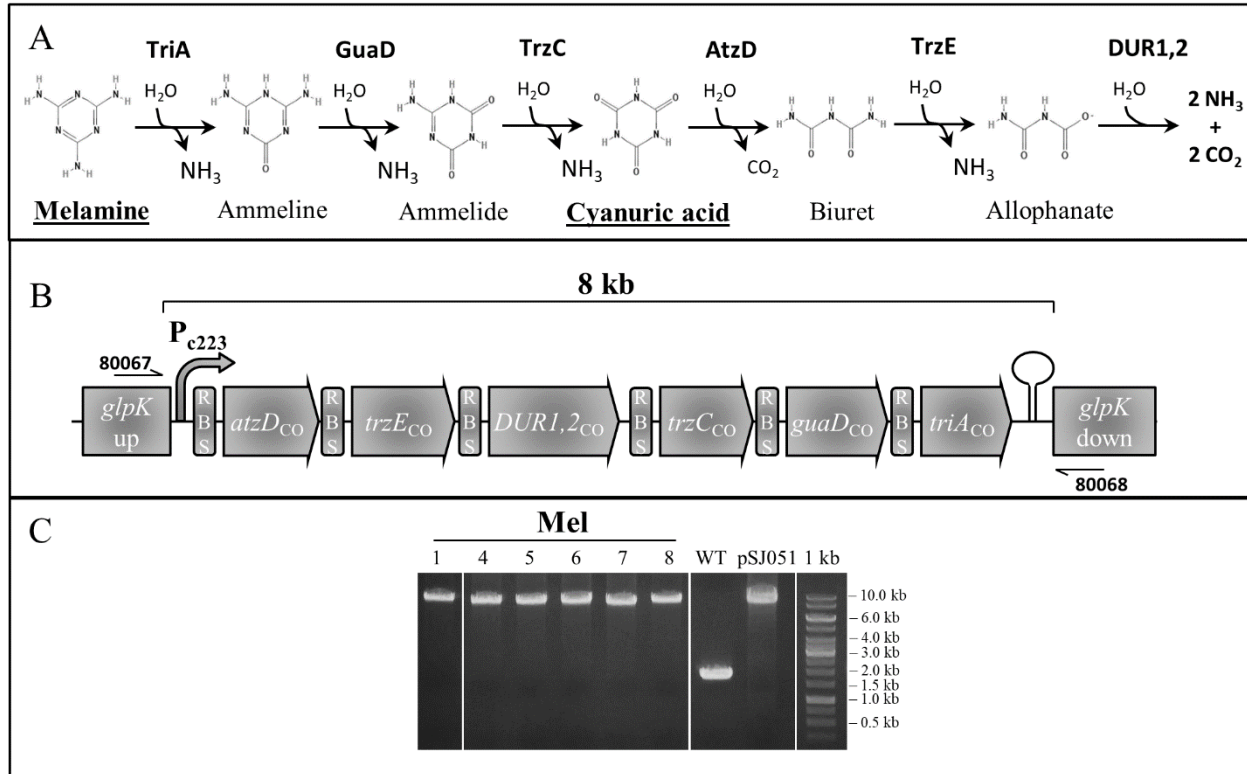 A
TriA GuaD TrzC AtzD TrzE DUR1,2
H₂O H₂O H₂O H₂O H₂O H₂O
NH₃ NH₃ NH₃ CO₂ NH₃
2 NH₃
+
2 CO₂
Melamine Ammeline Ammelide Cyanuric acid Biuret Allophanate
B
8 kb
Pc223
80067
glpK up
RBS
atzDCO
RBS
trzECO
RBS
DUR1,2CO
RBS
trzCCO
RBS
guaDCO
RBS
triACO
glpK down
80068
C
Mel
1 4 5 6 7 8 WT pSJ051 1 kb
10.0 kb
6.0 kb
4.0 kb
3.0 kb
2.0 kb
1.5 kb
1.0 kb
0.5 kb